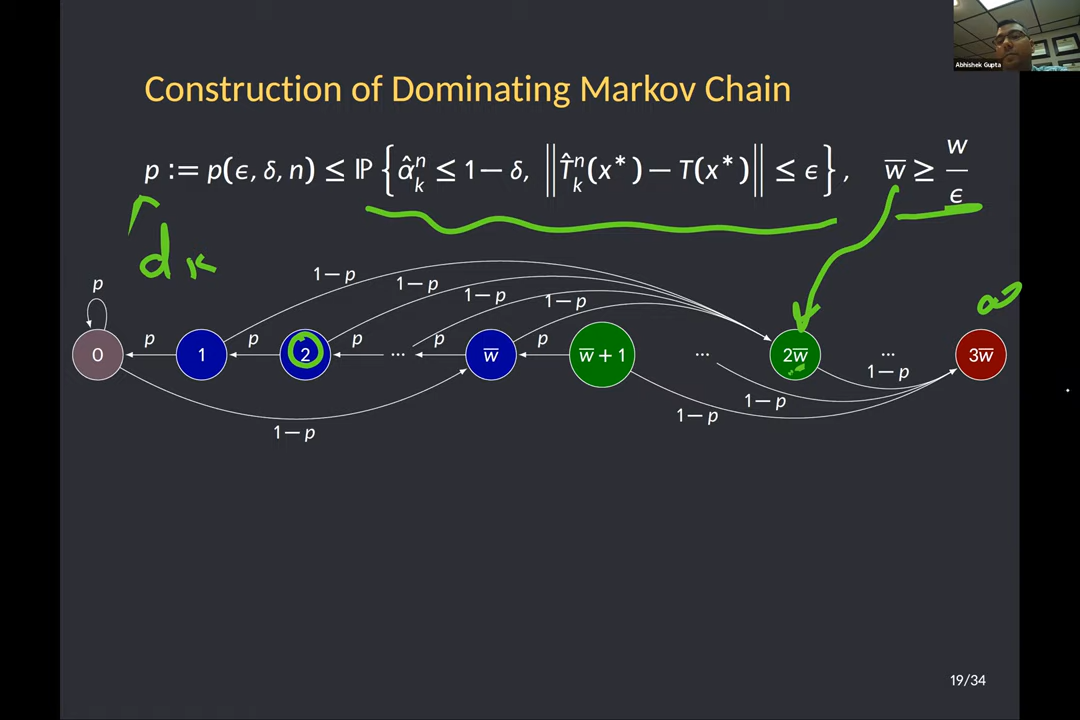 Abhishek Gupta
Construction of Dominating Markov Chain
p := p(ϵ, δ, n) ≤ ℙ { α̂ₖⁿ ≤ 1 − δ, ‖T̂ₖⁿ(x*) − T(x*)‖ ≤ ϵ }, w̅ ≥ w/ϵ
dₖ
1 − p
p 1 − p 1 − p 1 − p ∞
p p p p p
0 1 2 ··· w̅ w̅ + 1 ··· 2w̅ ··· 3w̅
1 − p
1 − p
1 − p
1 − p
19/34